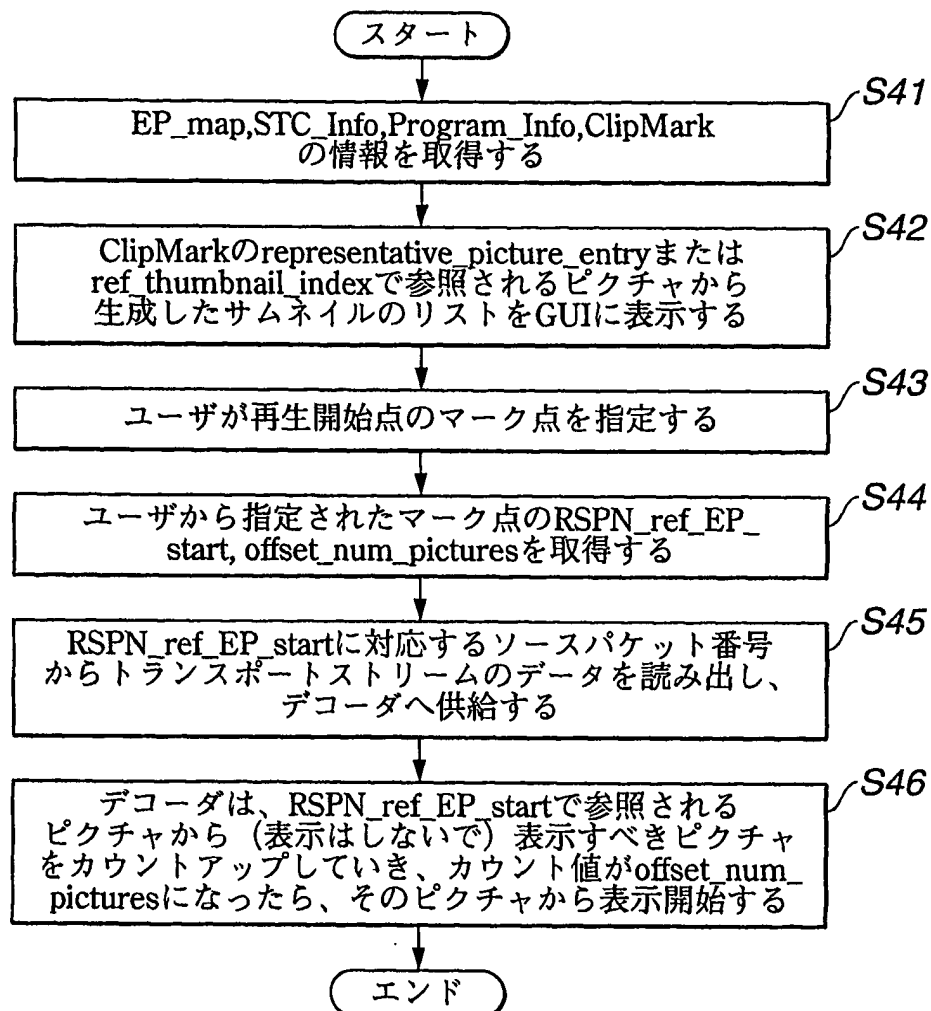 スタート
S41
EP_map,STC_Info,Program_Info,ClipMark
の情報を取得する
S42
ClipMarkのrepresentative_picture_entryまたは
ref_thumbnail_indexで参照されるピクチャから
生成したサムネイルのリストをGUIに表示する
S43
ユーザが再生開始点のマーク点を指定する
S44
ユーザから指定されたマーク点のRSPN_ref_EP_
start, offset_num_picturesを取得する
S45
RSPN_ref_EP_startに対応するソースパケット番号
からトランスポートストリームのデータを読み出し、
デコーダへ供給する
S46
デコーダは、RSPN_ref_EP_startで参照される
ピクチャから（表示はしないで）表示すべきピクチャ
をカウントアップしていき、カウント値がoffset_num_
picturesになったら、そのピクチャから表示開始する
エンド